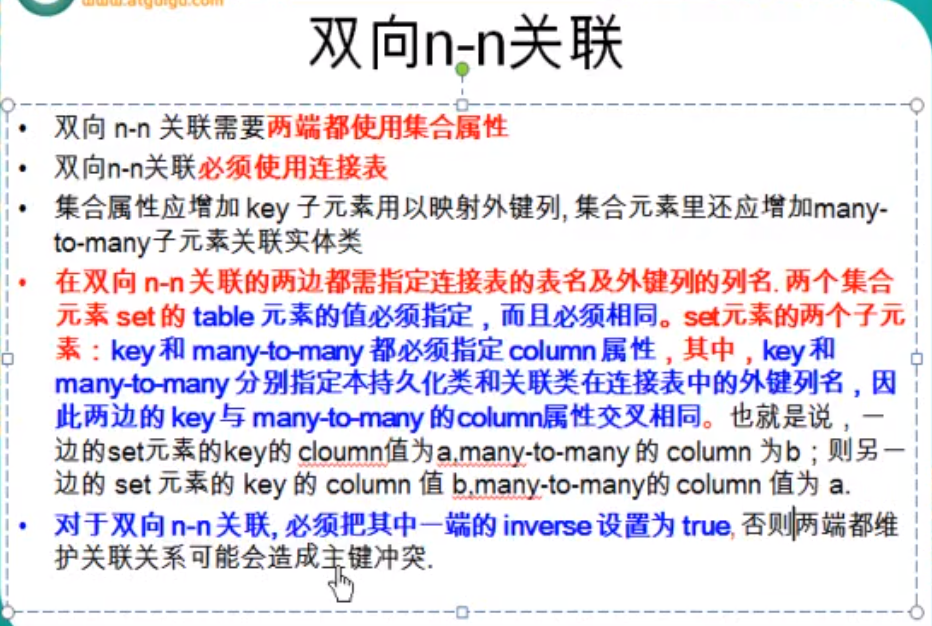 www.atguigu.com
双向n-n关联
• 双向 n-n 关联需要两端都使用集合属性
• 双向n-n关联必须使用连接表
• 集合属性应增加 key 子元素用以映射外键列, 集合元素里还应增加many-
to-many子元素关联实体类
• 在双向 n-n 关联的两边都需指定连接表的表名及外键列的列名. 两个集合
元素 set 的 table 元素的值必须指定，而且必须相同。set元素的两个子元
素：key 和 many-to-many 都必须指定 column 属性，其中，key 和
many-to-many 分别指定本持久化类和关联类在连接表中的外键列名，因
此两边的 key 与 many-to-many 的column属性交叉相同。也就是说，一
边的set元素的key的 cloumn值为a,many-to-many 的 column 为b；则另一
边的 set 元素的 key 的 column 值 b,many-to-many的 column 值为 a.
• 对于双向 n-n 关联, 必须把其中一端的 inverse 设置为 true, 否则两端都维
护关联关系可能会造成主键冲突.